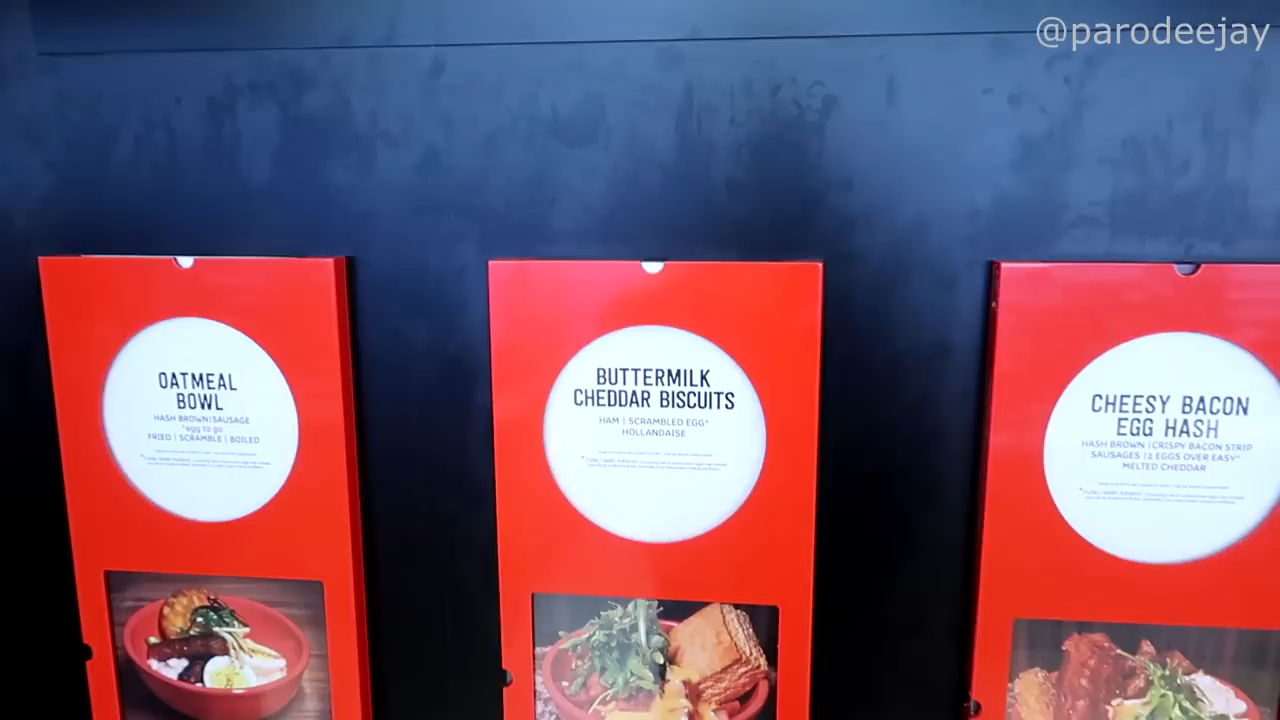 @parodeejay
OATMEAL
BOWL
HASH BROWN | SAUSAGE
*egg to go
FRIED | SCRAMBLE | BOILED
BUTTERMILK
CHEDDAR BISCUITS
HAM | SCRAMBLED EGG*
HOLLANDAISE
CHEESY BACON
EGG HASH
HASH BROWN | CRISPY BACON STRIP
SAUSAGES | 2 EGGS OVER EASY*
MELTED CHEDDAR